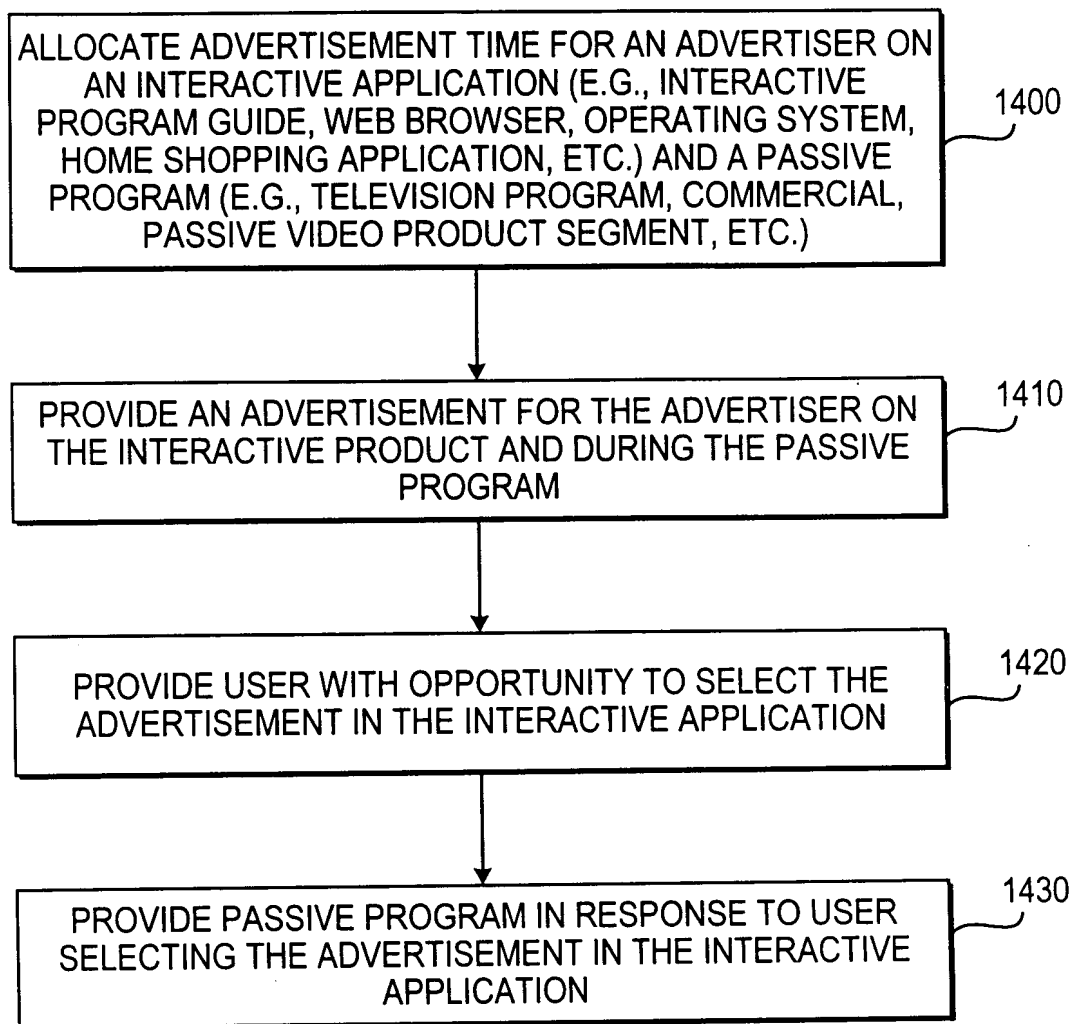 ALLOCATE ADVERTISEMENT TIME FOR AN ADVERTISER ON
AN INTERACTIVE APPLICATION (E.G., INTERACTIVE
PROGRAM GUIDE, WEB BROWSER, OPERATING SYSTEM,
HOME SHOPPING APPLICATION, ETC.) AND A PASSIVE
PROGRAM (E.G., TELEVISION PROGRAM, COMMERCIAL,
PASSIVE VIDEO PRODUCT SEGMENT, ETC.)
1400
PROVIDE AN ADVERTISEMENT FOR THE ADVERTISER ON
THE INTERACTIVE PRODUCT AND DURING THE PASSIVE
PROGRAM
1410
PROVIDE USER WITH OPPORTUNITY TO SELECT THE
ADVERTISEMENT IN THE INTERACTIVE APPLICATION
1420
PROVIDE PASSIVE PROGRAM IN RESPONSE TO USER
SELECTING THE ADVERTISEMENT IN THE INTERACTIVE
APPLICATION
1430